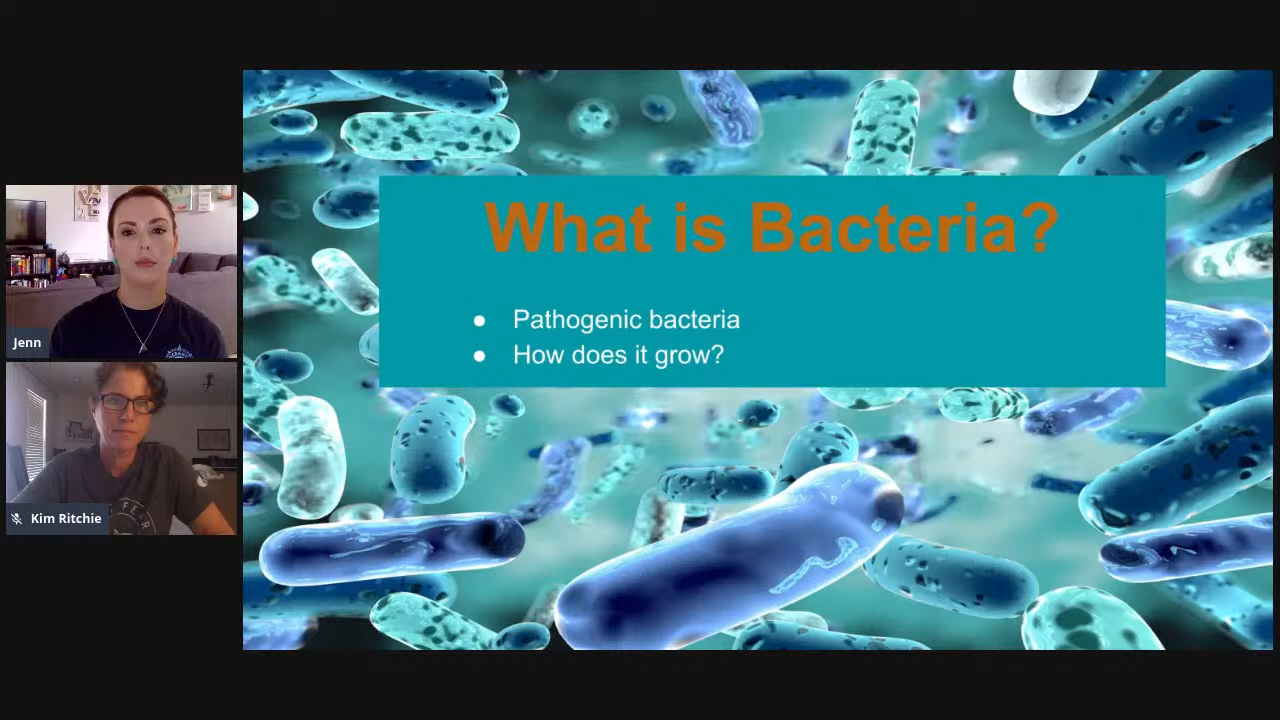 What is Bacteria?
● Pathogenic bacteria
● How does it grow?
Jenn
Kim Ritchie